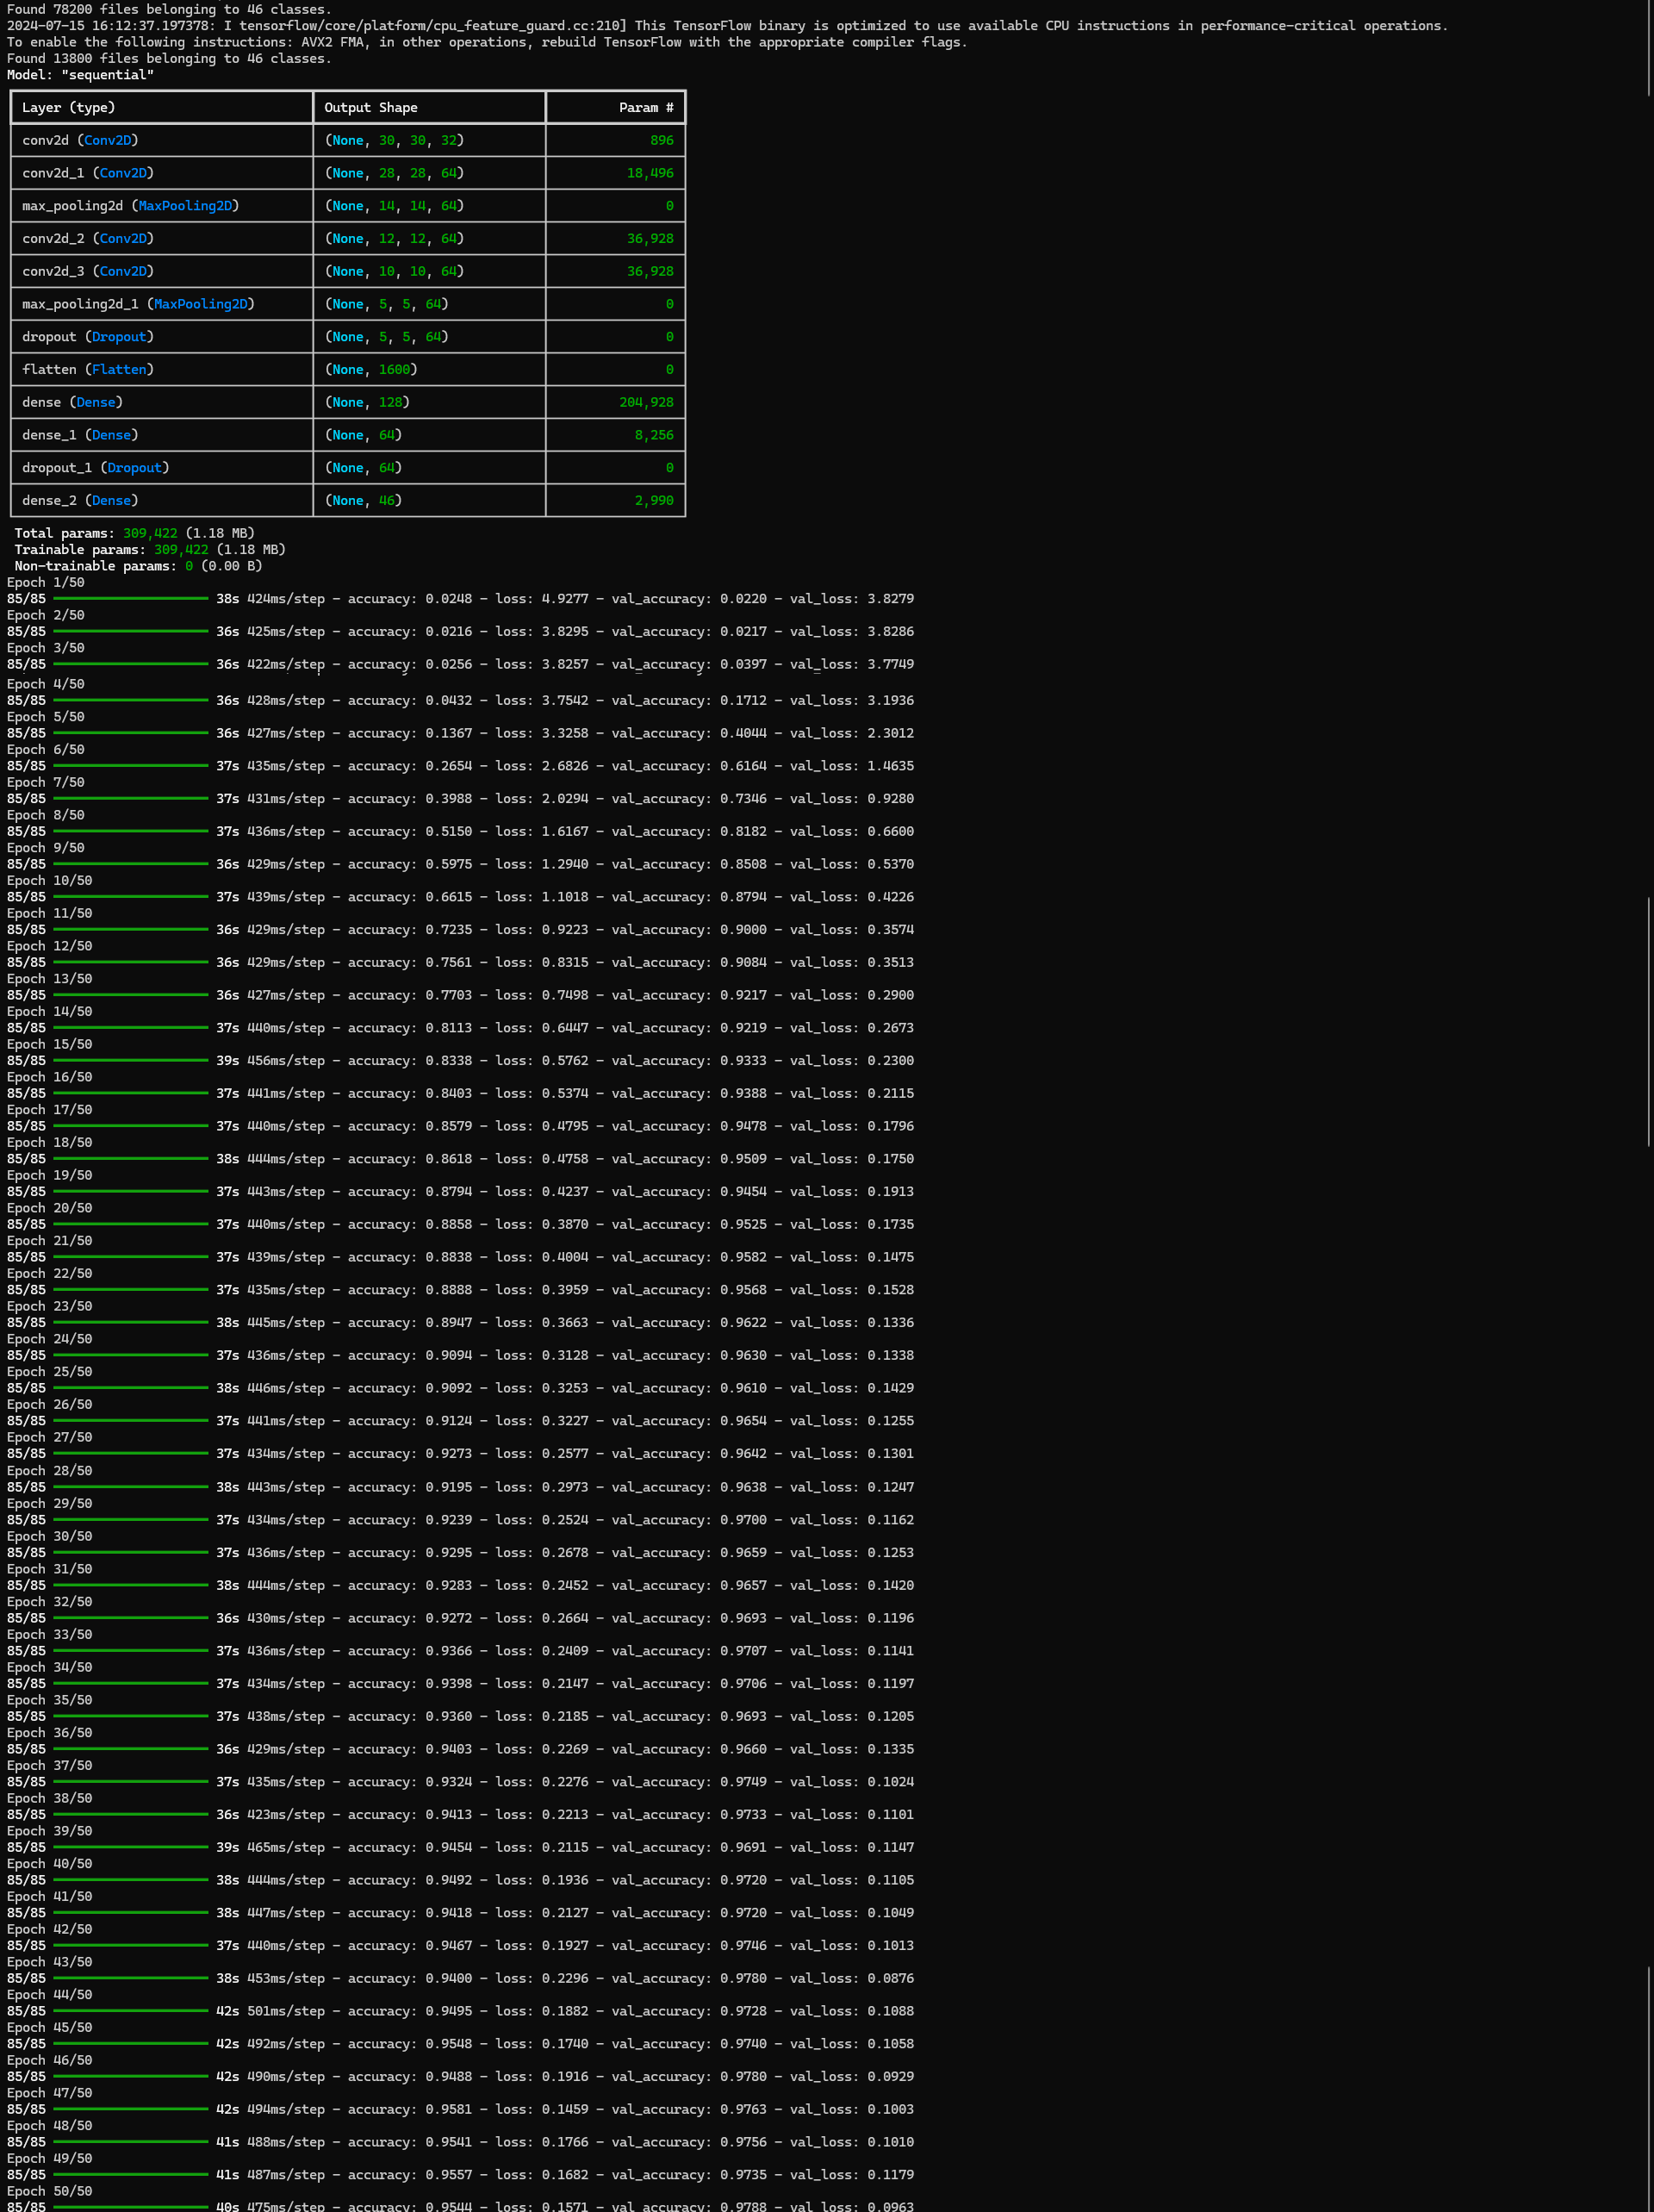 Found 78200 files belonging to 46 classes.
2024-07-15 16:12:37.197378: I tensorflow/core/platform/cpu_feature_guard.cc:210] This TensorFlow binary is optimized to use available CPU instructions in performance-critical operations.
To enable the following instructions: AVX2 FMA, in other operations, rebuild TensorFlow with the appropriate compiler flags.
Found 13800 files belonging to 46 classes.
Model: "sequential"
Layer (type) Output Shape Param #
conv2d (Conv2D) (None, 30, 30, 32) 896
conv2d_1 (Conv2D) (None, 28, 28, 64) 18,496
max_pooling2d (MaxPooling2D) (None, 14, 14, 64) 0
conv2d_2 (Conv2D) (None, 12, 12, 64) 36,928
conv2d_3 (Conv2D) (None, 10, 10, 64) 36,928
max_pooling2d_1 (MaxPooling2D) (None, 5, 5, 64) 0
dropout (Dropout) (None, 5, 5, 64) 0
flatten (Flatten) (None, 1600) 0
dense (Dense) (None, 128) 204,928
dense_1 (Dense) (None, 64) 8,256
dropout_1 (Dropout) (None, 64) 0
dense_2 (Dense) (None, 46) 2,990
Total params: 309,422 (1.18 MB)
Trainable params: 309,422 (1.18 MB)
Non-trainable params: 0 (0.00 B)
Epoch 1/50
85/85 38s 424ms/step - accuracy: 0.0248 - loss: 4.9277 - val_accuracy: 0.0220 - val_loss: 3.8279
Epoch 2/50
85/85 36s 425ms/step - accuracy: 0.0216 - loss: 3.8295 - val_accuracy: 0.0217 - val_loss: 3.8286
Epoch 3/50
85/85 36s 422ms/step - accuracy: 0.0256 - loss: 3.8257 - val_accuracy: 0.0397 - val_loss: 3.7749
Epoch 4/50
85/85 36s 428ms/step - accuracy: 0.0432 - loss: 3.7542 - val_accuracy: 0.1712 - val_loss: 3.1936
Epoch 5/50
85/85 36s 427ms/step - accuracy: 0.1367 - loss: 3.3258 - val_accuracy: 0.4044 - val_loss: 2.3012
Epoch 6/50
85/85 37s 435ms/step - accuracy: 0.2654 - loss: 2.6826 - val_accuracy: 0.6164 - val_loss: 1.4635
Epoch 7/50
85/85 37s 431ms/step - accuracy: 0.3988 - loss: 2.0294 - val_accuracy: 0.7346 - val_loss: 0.9280
Epoch 8/50
85/85 37s 436ms/step - accuracy: 0.5150 - loss: 1.6167 - val_accuracy: 0.8182 - val_loss: 0.6600
Epoch 9/50
85/85 36s 429ms/step - accuracy: 0.5975 - loss: 1.2940 - val_accuracy: 0.8508 - val_loss: 0.5370
Epoch 10/50
85/85 37s 439ms/step - accuracy: 0.6615 - loss: 1.1018 - val_accuracy: 0.8794 - val_loss: 0.4226
Epoch 11/50
85/85 36s 429ms/step - accuracy: 0.7235 - loss: 0.9223 - val_accuracy: 0.9000 - val_loss: 0.3574
Epoch 12/50
85/85 36s 429ms/step - accuracy: 0.7561 - loss: 0.8315 - val_accuracy: 0.9084 - val_loss: 0.3513
Epoch 13/50
85/85 36s 427ms/step - accuracy: 0.7703 - loss: 0.7498 - val_accuracy: 0.9217 - val_loss: 0.2900
Epoch 14/50
85/85 37s 440ms/step - accuracy: 0.8113 - loss: 0.6447 - val_accuracy: 0.9219 - val_loss: 0.2673
Epoch 15/50
85/85 39s 456ms/step - accuracy: 0.8338 - loss: 0.5762 - val_accuracy: 0.9333 - val_loss: 0.2300
Epoch 16/50
85/85 37s 441ms/step - accuracy: 0.8403 - loss: 0.5374 - val_accuracy: 0.9388 - val_loss: 0.2115
Epoch 17/50
85/85 37s 440ms/step - accuracy: 0.8579 - loss: 0.4795 - val_accuracy: 0.9478 - val_loss: 0.1796
Epoch 18/50
85/85 38s 444ms/step - accuracy: 0.8618 - loss: 0.4758 - val_accuracy: 0.9509 - val_loss: 0.1750
Epoch 19/50
85/85 37s 443ms/step - accuracy: 0.8794 - loss: 0.4237 - val_accuracy: 0.9454 - val_loss: 0.1913
Epoch 20/50
85/85 37s 440ms/step - accuracy: 0.8858 - loss: 0.3870 - val_accuracy: 0.9525 - val_loss: 0.1735
Epoch 21/50
85/85 37s 439ms/step - accuracy: 0.8838 - loss: 0.4004 - val_accuracy: 0.9582 - val_loss: 0.1475
Epoch 22/50
85/85 37s 435ms/step - accuracy: 0.8888 - loss: 0.3959 - val_accuracy: 0.9568 - val_loss: 0.1528
Epoch 23/50
85/85 38s 445ms/step - accuracy: 0.8947 - loss: 0.3663 - val_accuracy: 0.9622 - val_loss: 0.1336
Epoch 24/50
85/85 37s 436ms/step - accuracy: 0.9094 - loss: 0.3128 - val_accuracy: 0.9630 - val_loss: 0.1338
Epoch 25/50
85/85 38s 446ms/step - accuracy: 0.9092 - loss: 0.3253 - val_accuracy: 0.9610 - val_loss: 0.1429
Epoch 26/50
85/85 37s 441ms/step - accuracy: 0.9124 - loss: 0.3227 - val_accuracy: 0.9654 - val_loss: 0.1255
Epoch 27/50
85/85 37s 434ms/step - accuracy: 0.9273 - loss: 0.2577 - val_accuracy: 0.9642 - val_loss: 0.1301
Epoch 28/50
85/85 38s 443ms/step - accuracy: 0.9195 - loss: 0.2973 - val_accuracy: 0.9638 - val_loss: 0.1247
Epoch 29/50
85/85 37s 434ms/step - accuracy: 0.9239 - loss: 0.2524 - val_accuracy: 0.9700 - val_loss: 0.1162
Epoch 30/50
85/85 37s 436ms/step - accuracy: 0.9295 - loss: 0.2678 - val_accuracy: 0.9659 - val_loss: 0.1253
Epoch 31/50
85/85 38s 444ms/step - accuracy: 0.9283 - loss: 0.2452 - val_accuracy: 0.9657 - val_loss: 0.1420
Epoch 32/50
85/85 36s 430ms/step - accuracy: 0.9272 - loss: 0.2664 - val_accuracy: 0.9693 - val_loss: 0.1196
Epoch 33/50
85/85 37s 436ms/step - accuracy: 0.9366 - loss: 0.2409 - val_accuracy: 0.9707 - val_loss: 0.1141
Epoch 34/50
85/85 37s 434ms/step - accuracy: 0.9398 - loss: 0.2147 - val_accuracy: 0.9706 - val_loss: 0.1197
Epoch 35/50
85/85 37s 438ms/step - accuracy: 0.9360 - loss: 0.2185 - val_accuracy: 0.9693 - val_loss: 0.1205
Epoch 36/50
85/85 36s 429ms/step - accuracy: 0.9403 - loss: 0.2269 - val_accuracy: 0.9660 - val_loss: 0.1335
Epoch 37/50
85/85 37s 435ms/step - accuracy: 0.9324 - loss: 0.2276 - val_accuracy: 0.9749 - val_loss: 0.1024
Epoch 38/50
85/85 36s 423ms/step - accuracy: 0.9413 - loss: 0.2213 - val_accuracy: 0.9733 - val_loss: 0.1101
Epoch 39/50
85/85 39s 465ms/step - accuracy: 0.9454 - loss: 0.2115 - val_accuracy: 0.9691 - val_loss: 0.1147
Epoch 40/50
85/85 38s 444ms/step - accuracy: 0.9492 - loss: 0.1936 - val_accuracy: 0.9720 - val_loss: 0.1105
Epoch 41/50
85/85 38s 447ms/step - accuracy: 0.9418 - loss: 0.2127 - val_accuracy: 0.9720 - val_loss: 0.1049
Epoch 42/50
85/85 37s 440ms/step - accuracy: 0.9467 - loss: 0.1927 - val_accuracy: 0.9746 - val_loss: 0.1013
Epoch 43/50
85/85 38s 453ms/step - accuracy: 0.9400 - loss: 0.2296 - val_accuracy: 0.9780 - val_loss: 0.0876
Epoch 44/50
85/85 42s 501ms/step - accuracy: 0.9495 - loss: 0.1882 - val_accuracy: 0.9728 - val_loss: 0.1088
Epoch 45/50
85/85 42s 492ms/step - accuracy: 0.9548 - loss: 0.1740 - val_accuracy: 0.9740 - val_loss: 0.1058
Epoch 46/50
85/85 42s 490ms/step - accuracy: 0.9488 - loss: 0.1916 - val_accuracy: 0.9780 - val_loss: 0.0929
Epoch 47/50
85/85 42s 494ms/step - accuracy: 0.9581 - loss: 0.1459 - val_accuracy: 0.9763 - val_loss: 0.1003
Epoch 48/50
85/85 41s 488ms/step - accuracy: 0.9541 - loss: 0.1766 - val_accuracy: 0.9756 - val_loss: 0.1010
Epoch 49/50
85/85 41s 487ms/step - accuracy: 0.9557 - loss: 0.1682 - val_accuracy: 0.9735 - val_loss: 0.1179
Epoch 50/50
85/85 40s 475ms/step - accuracy: 0.9544 - loss: 0.1571 - val_accuracy: 0.9788 - val_loss: 0.0963